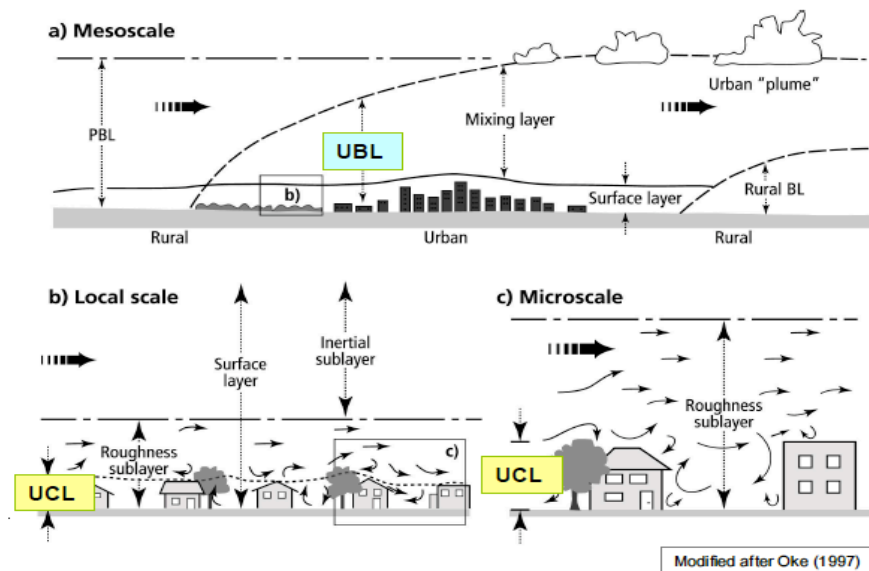 a) Mesoscale
Urban "plume"
PBL
Mixing layer
UBL
b)
Surface layer
Rural BL
Rural
Urban
Rural
b) Local scale
Inertial
sublayer
Surface
layer
Roughness
sublayer
c)
UCL
c) Microscale
Roughness
sublayer
UCL
Modified after Oke (1997)